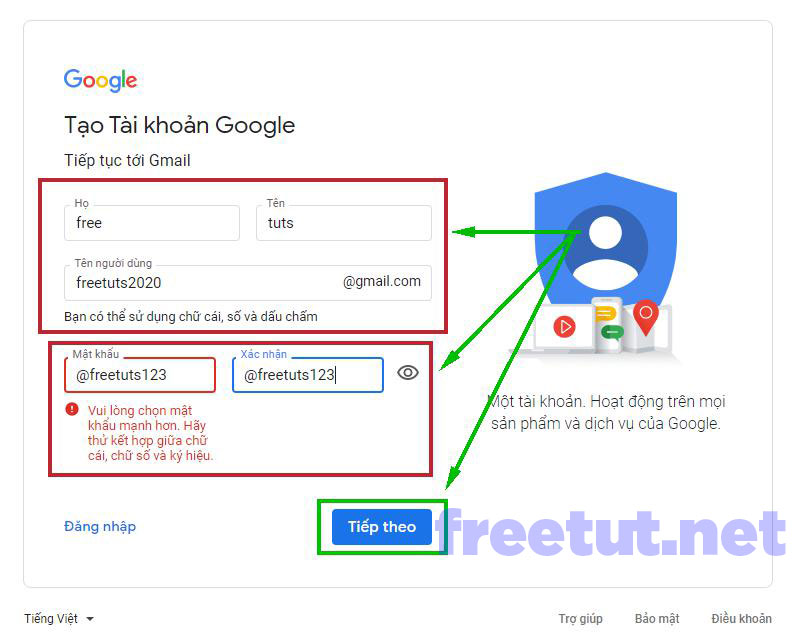 Google
Tạo Tài khoản Google
Tiếp tục tới Gmail
Họ
free
Tên
tuts
Tên người dùng
freetuts2020
@gmail.com
Bạn có thể sử dụng chữ cái, số và dấu chấm
Mật khẩu
@freetuts123
Xác nhận
@freetuts123
Vui lòng chọn mật
khẩu mạnh hơn. Hãy
thử kết hợp giữa chữ
cái, chữ số và ký hiệu.
Một tài khoản. Hoạt động trên mọi
sản phẩm và dịch vụ của Google.
Đăng nhập
Tiếp theo
freetut.net
Tiếng Việt
Trợ giúp
Bảo mật
Điều khoản